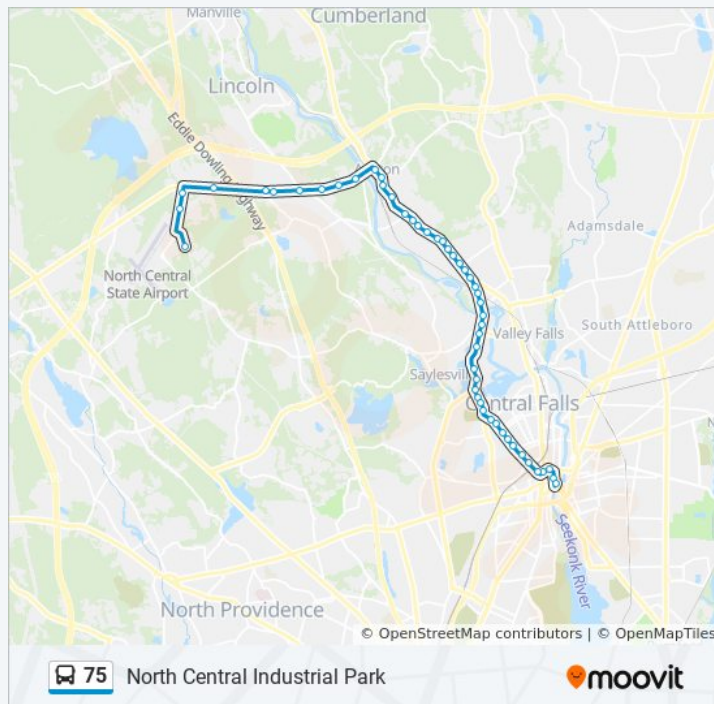 Manville
Cumberland
Lincoln
Eddie Dowling Highway
Adamsdale
North Central
State Airport
South Attleboro
Valley Falls
Saylesvill
Central Falls
Seekonk River
North Providence
© OpenStreetMap contributors | © OpenMapTiles
75 North Central Industrial Park
moovit